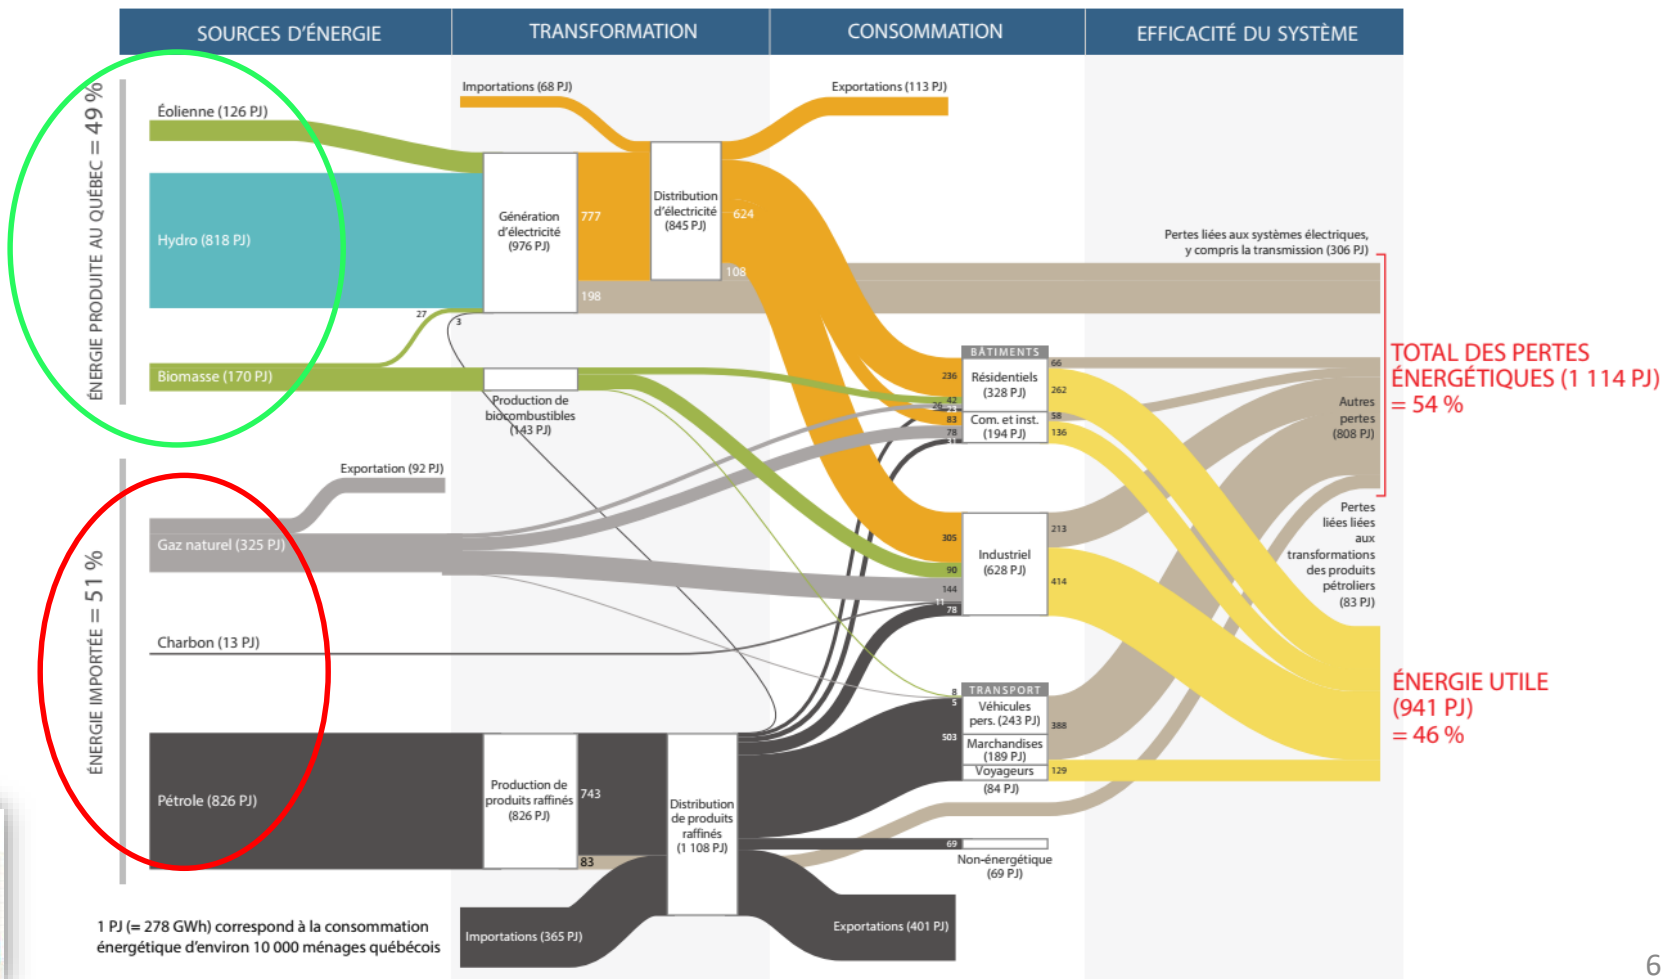 SOURCES D'ÉNERGIE
TRANSFORMATION
CONSOMMATION
EFFICACITÉ DU SYSTÈME
ÉNERGIE PRODUITE AU QUÉBEC = 49 %
Éolienne (126 PJ)
Hydro (818 PJ)
Biomasse (170 PJ)
27
3
ÉNERGIE IMPORTÉE = 51 %
Exportation (92 PJ)
Gaz naturel (325 PJ)
Charbon (13 PJ)
Pétrole (826 PJ)
Importations (68 PJ)
Génération
d'électricité
(976 PJ)
777
198
Distribution
d'électricité
(845 PJ)
624
108
Production de
biocombustibles
(143 PJ)
Production de
produits raffinés
(826 PJ)
743
83
Distribution
de produits
raffinés
(1 108 PJ)
Importations (365 PJ)
Exportations (113 PJ)
BÂTIMENTS
Résidentiels
(328 PJ)
Com. et inst.
(194 PJ)
236
42
26
23
83
78
31
66
262
58
136
Industriel
(628 PJ)
305
90
144
11
78
213
414
TRANSPORT
Véhicules
pers. (243 PJ)
Marchandises
(189 PJ)
Voyageurs
(84 PJ)
8
5
503
388
129
69
Non-énergétique
(69 PJ)
Exportations (401 PJ)
Pertes liées aux systèmes électriques,
y compris la transmission (306 PJ)
Autres
pertes
(808 PJ)
Pertes
liées liées
aux
transformations
des produits
pétroliers
(83 PJ)
TOTAL DES PERTES
ÉNERGÉTIQUES (1 114 PJ)
= 54 %
ÉNERGIE UTILE
(941 PJ)
= 46 %
1 PJ (= 278 GWh) correspond à la consommation
énergétique d'environ 10 000 ménages québécois
6